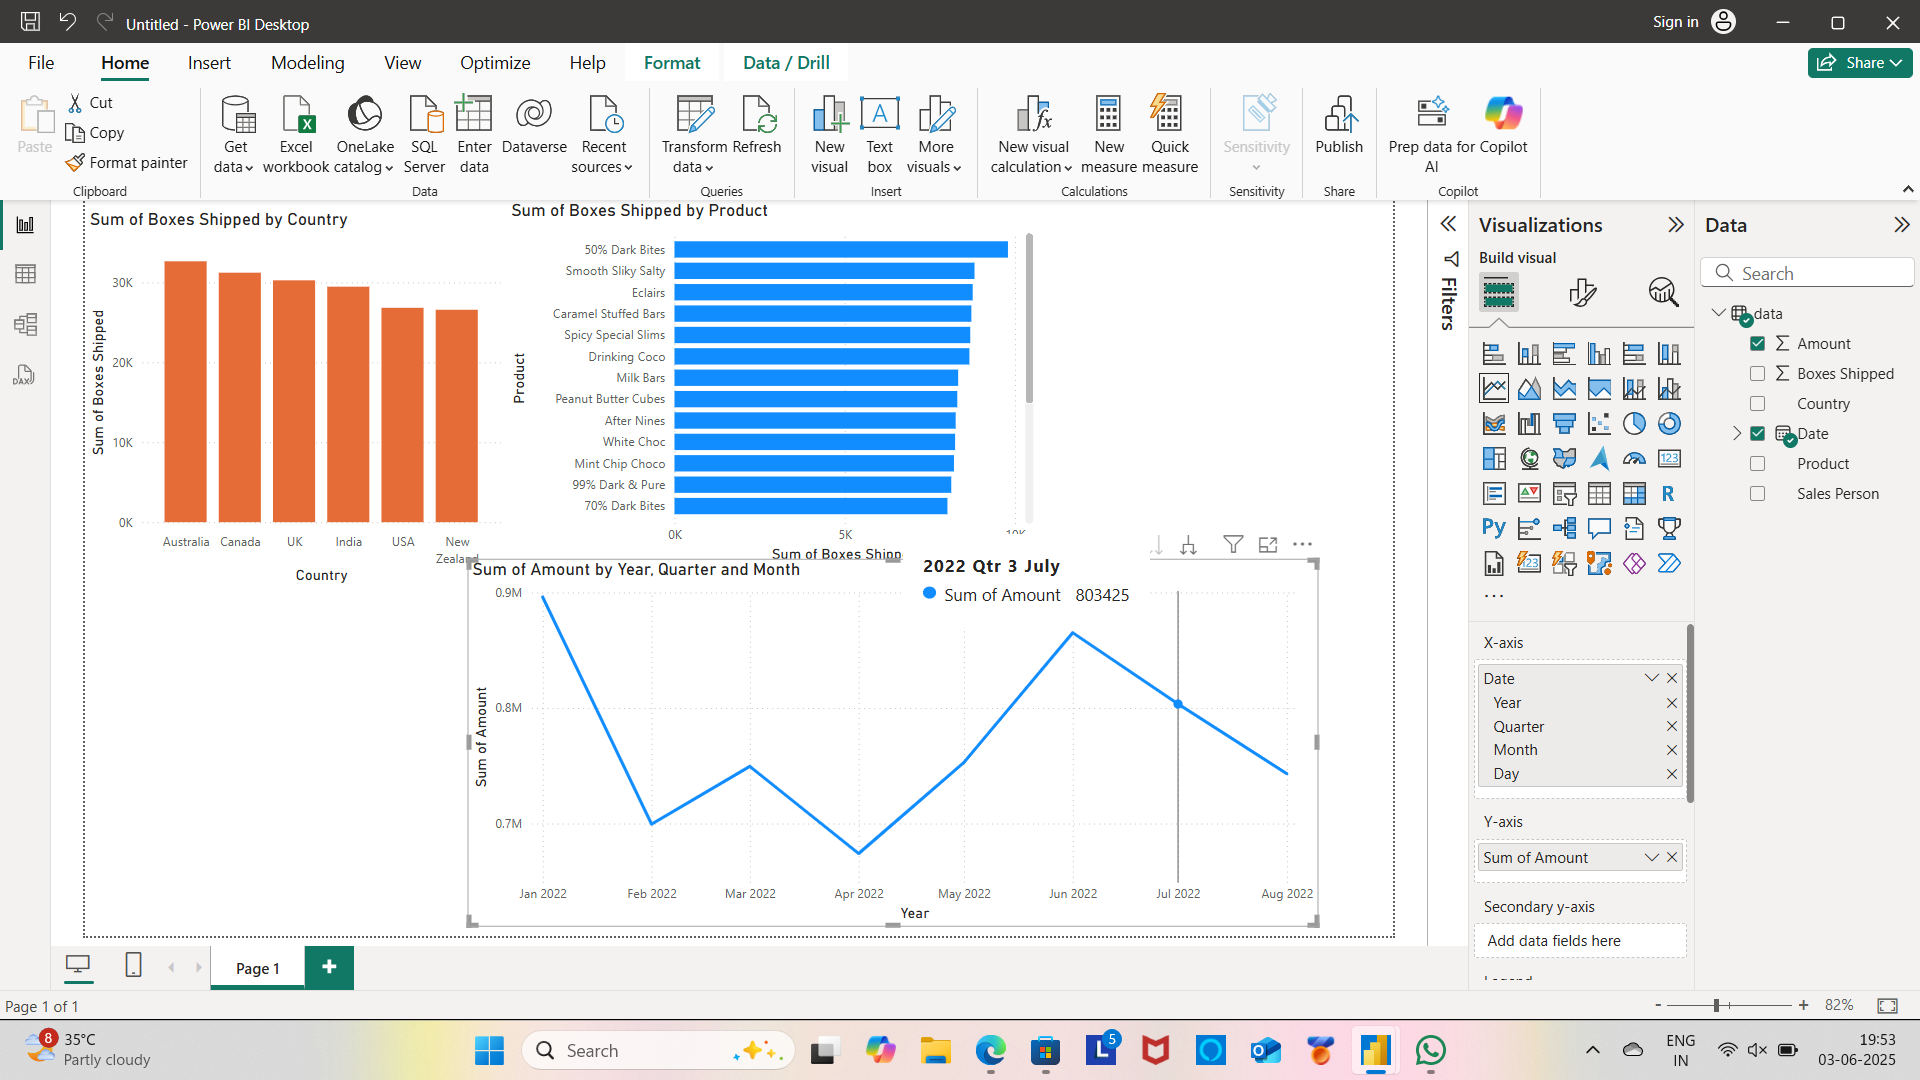 Untitled - Power BI Desktop
Sign in
File Home Insert Modeling View Optimize Help Format Data / Drill
Share
Paste
Cut
Copy
Format painter
Clipboard
Get data
Excel workbook
OneLake catalog
SQL Server
Enter data
Dataverse
Recent sources
Data
Transform data
Refresh
Queries
New visual
Text box
More visuals
Insert
New visual calculation
New measure
Quick measure
Calculations
Sensitivity
Sensitivity
Publish
Share
Prep data for AI
Copilot
Copilot
Sum of Boxes Shipped by Country
Sum of Boxes Shipped
30K
20K
10K
0K
Australia Canada UK India USA New Zealand
Country
Sum of Boxes Shipped by Product
Product
50% Dark Bites
Smooth Sliky Salty
Eclairs
Caramel Stuffed Bars
Spicy Special Slims
Drinking Coco
Milk Bars
Peanut Butter Cubes
After Nines
White Choc
Mint Chip Choco
99% Dark & Pure
70% Dark Bites
0K 5K 10K
Sum of Boxes Shipp
Sum of Amount by Year, Quarter and Month
2022 Qtr 3 July
Sum of Amount 803425
Sum of Amount
0.9M
0.8M
0.7M
Jan 2022 Feb 2022 Mar 2022 Apr 2022 May 2022 Jun 2022 Jul 2022 Aug 2022
Year
Filters
Visualizations
Build visual
123
R
Py
123
X-axis
Date
Year
Quarter
Month
Day
Y-axis
Sum of Amount
Secondary y-axis
Add data fields here
Legend
Data
Search
data
Amount
Boxes Shipped
Country
Date
Product
Sales Person
DAX
Page 1
Page 1 of 1
- + 82%
8
35°C
Partly cloudy
Search
L
5
ENG
IN
19:53
03-06-2025